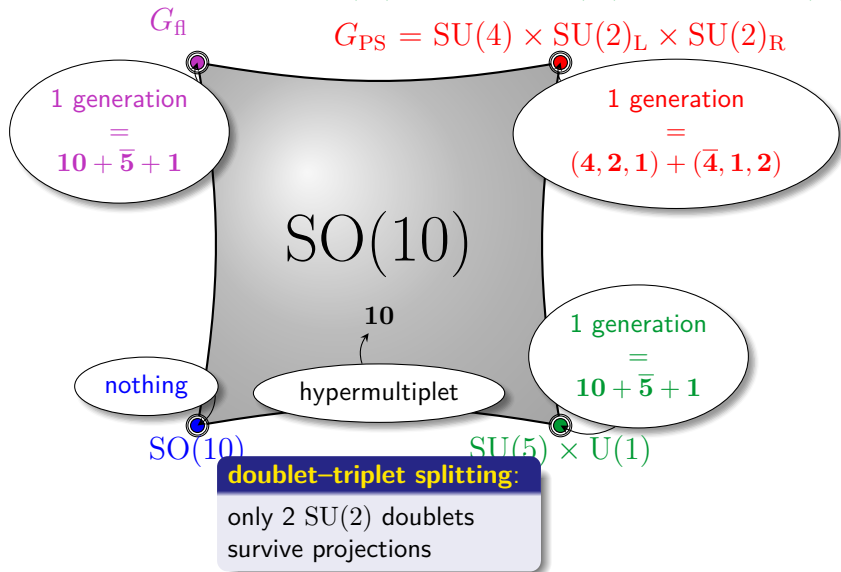 G_fl
G_PS = SU(4) × SU(2)_L × SU(2)_R
1 generation
=
10 + 5̅ + 1
1 generation
=
(4, 2, 1) + (4̅, 1, 2)
SO(10)
10
1 generation
=
10 + 5̅ + 1
nothing
hypermultiplet
SO(10)
SU(5) × U(1)
doublet–triplet splitting:
only 2 SU(2) doublets
survive projections